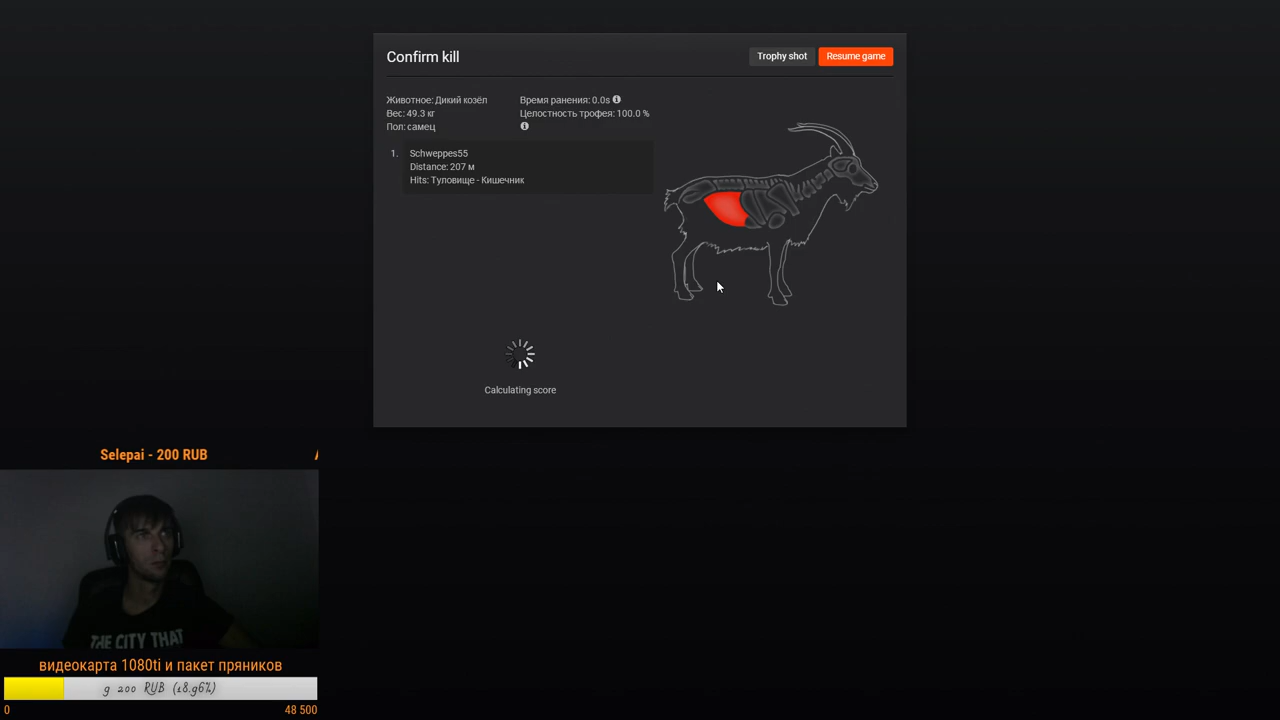 Confirm kill
Trophy shot
Resume game
Животное: Дикий козёл
Вес: 49.3 кг
Пол: самец
Время ранения: 0.0s
Целостность трофея: 100.0 %
1.
Schweppes55
Distance: 207 м
Hits: Туловище - Кишечник
Calculating score
Selepai - 200 RUB
THE CITY THAT
видеокарта 1080ti и пакет пряников
9 200 RUB (18.96%)
0
48 500